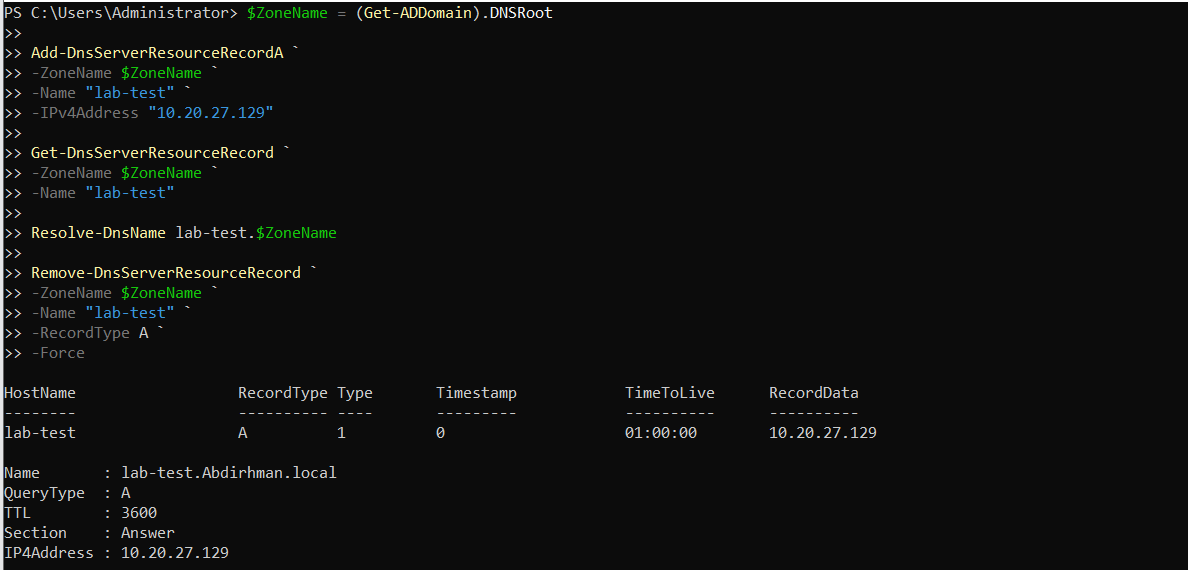 PS C:\Users\Administrator> $ZoneName = (Get-ADDomain).DNSRoot
>>
>> Add-DnsServerResourceRecordA `
>> -ZoneName $ZoneName `
>> -Name "lab-test" `
>> -IPv4Address "10.20.27.129"
>>
>> Get-DnsServerResourceRecord `
>> -ZoneName $ZoneName `
>> -Name "lab-test"
>>
>> Resolve-DnsName lab-test.$ZoneName
>>
>> Remove-DnsServerResourceRecord `
>> -ZoneName $ZoneName `
>> -Name "lab-test" `
>> -RecordType A `
>> -Force

HostName                  RecordType Type       Timestamp            TimeToLive      RecordData
--------                  ---------- ----       ---------            ----------      ----------
lab-test                  A          1          0                    01:00:00        10.20.27.129

Name       : lab-test.Abdirhman.local
QueryType  : A
TTL        : 3600
Section    : Answer
IP4Address : 10.20.27.129